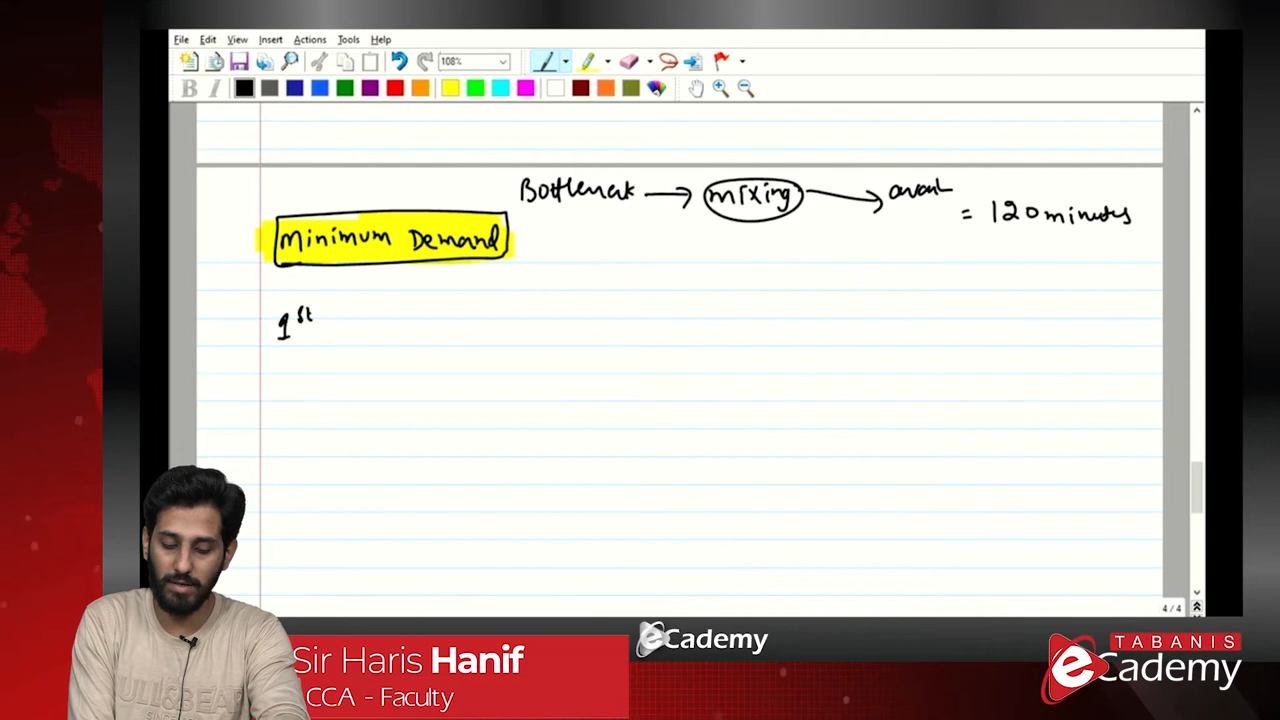 File Edit View Insert Actions Tools Help
108%
B I
Bottleneck → mixing → avail
= 120 minutes
Minimum Demand
1st
4/4
Sir Haris Hanif
CCA - Faculty
eCademy
TABANIS
eCademy